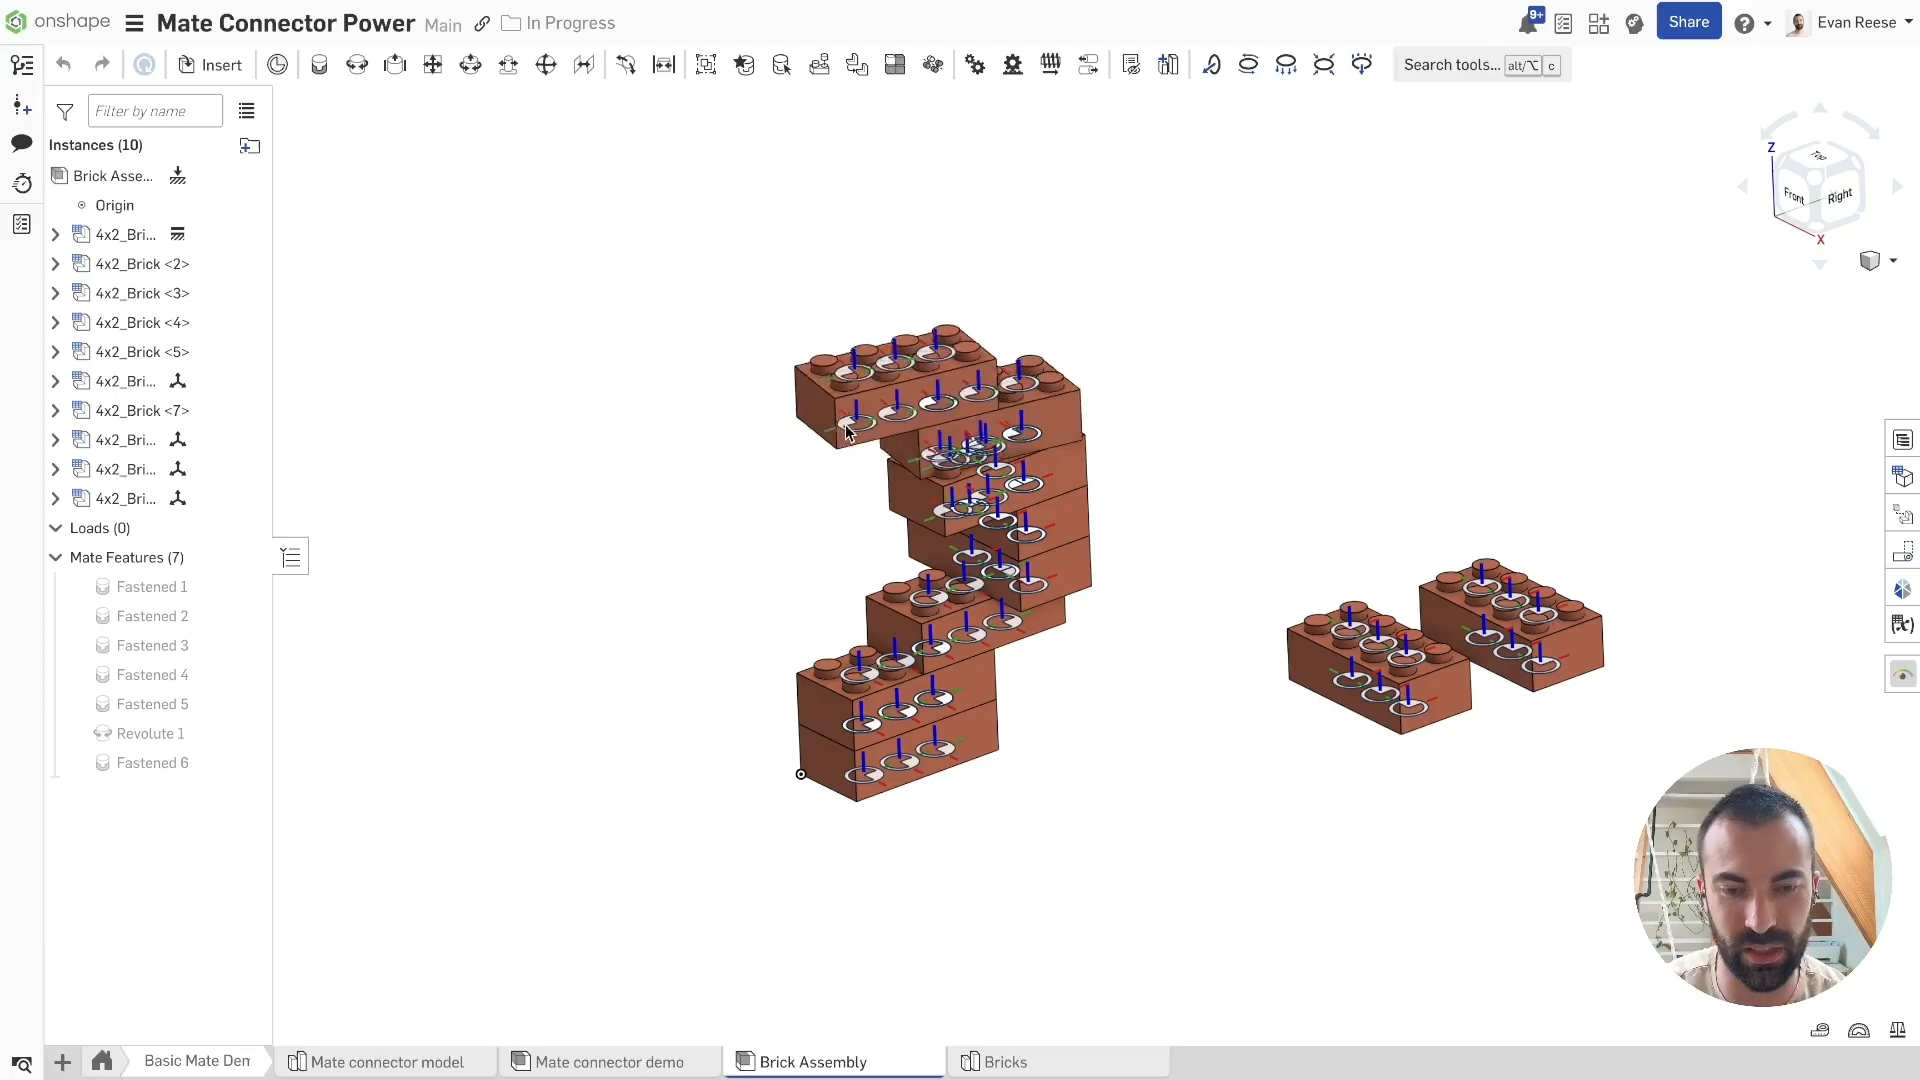 onshape Mate Connector Power Main In Progress
9+ Share Evan Reese
Insert
Search tools... alt/⌥ c
Filter by name
Instances (10)
Brick Asse...
Origin
4x2_Bri...
4x2_Brick <2>
4x2_Brick <3>
4x2_Brick <4>
4x2_Brick <5>
4x2_Bri...
4x2_Brick <7>
4x2_Bri...
4x2_Bri...
4x2_Bri...
Loads (0)
Mate Features (7)
Fastened 1
Fastened 2
Fastened 3
Fastened 4
Fastened 5
Revolute 1
Fastened 6
Z
Top
Front Right
X
(x)
Basic Mate Dem Mate connector model Mate connector demo Brick Assembly Bricks